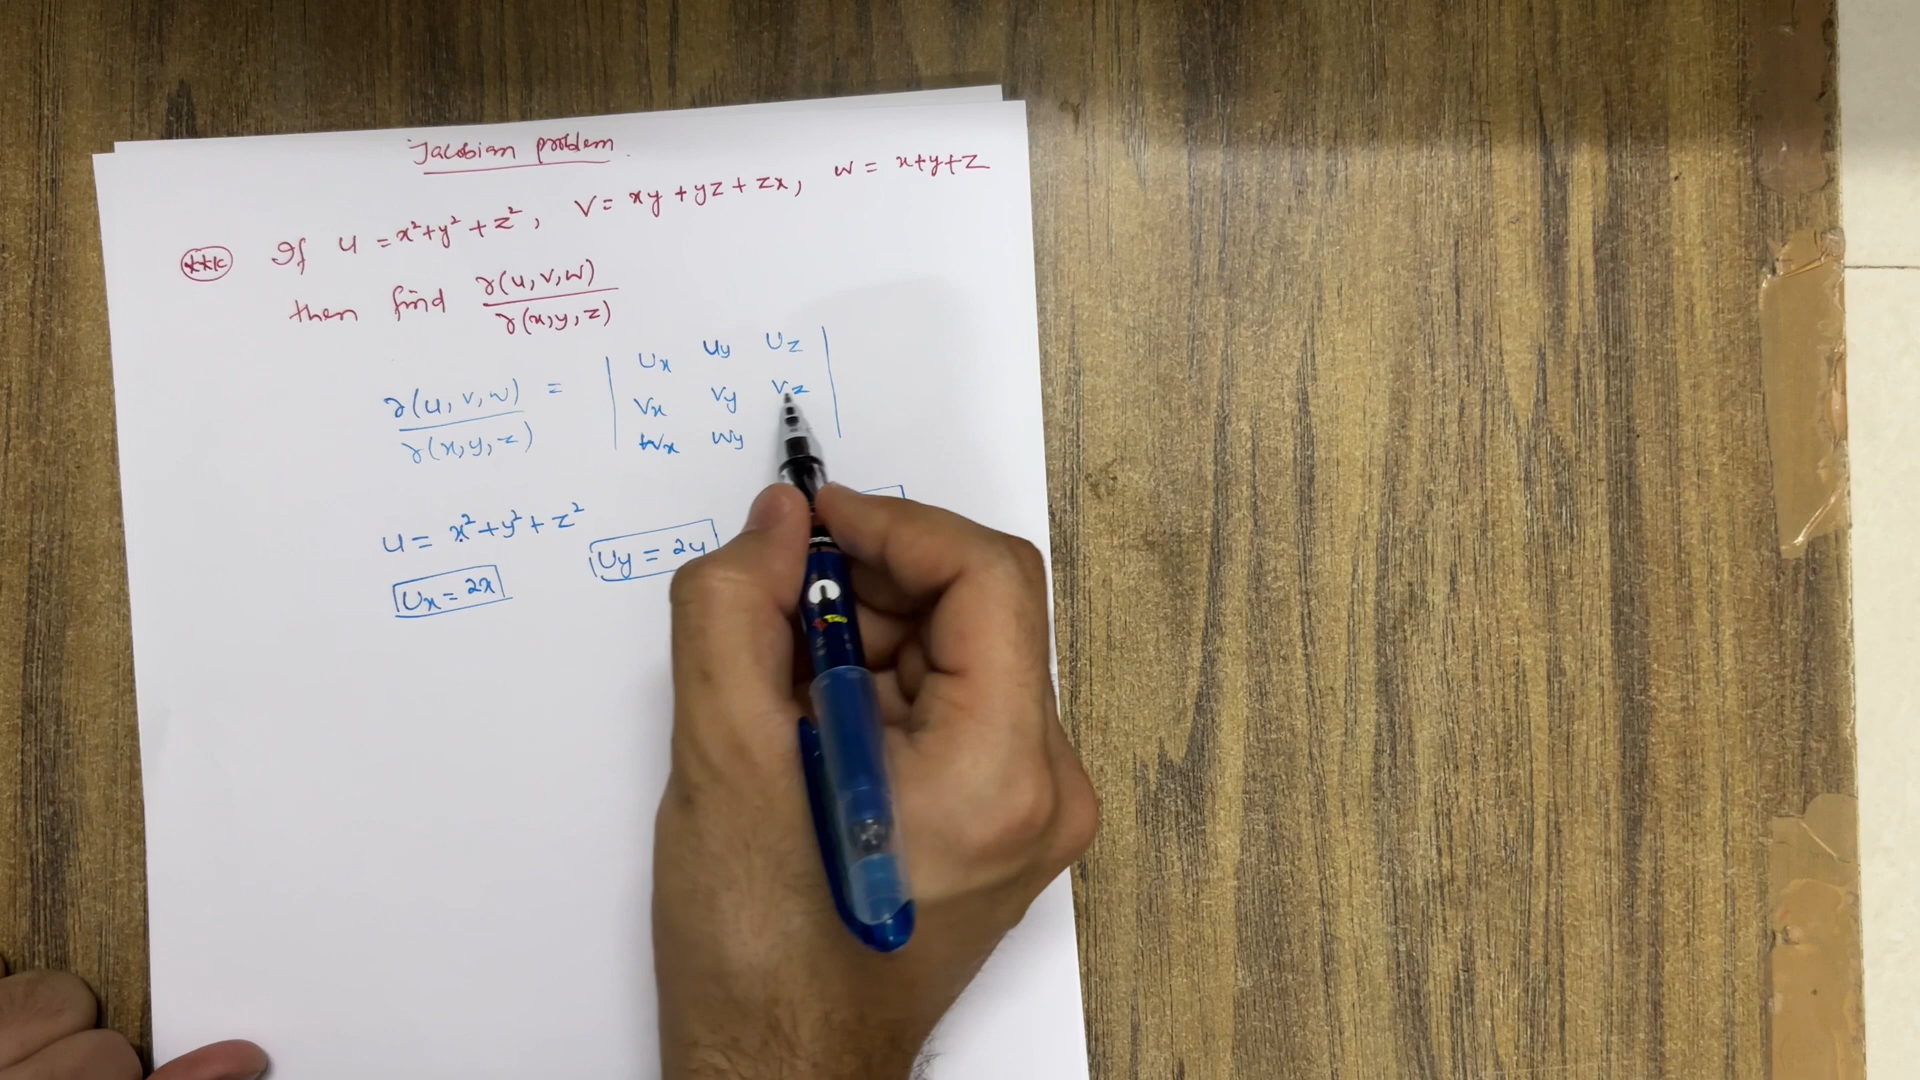 Jacobian problem.
*** If u = x²+y²+z², v = xy+yz+zx, w = x+y+z
then find ∂(u,v,w)/∂(x,y,z)
∂(u,v,w)/∂(x,y,z) = | ux uy uz |
| vx vy vz |
| wx wy
u = x²+y²+z²
ux = 2x uy = 2y